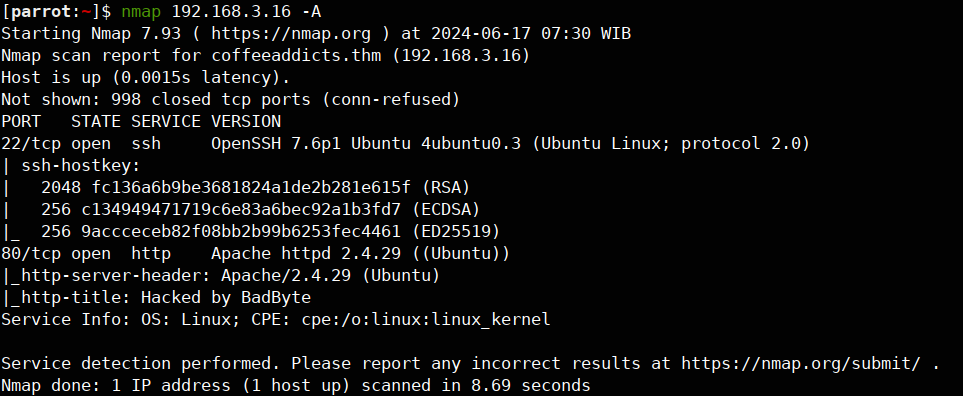 [parrot:~]$ nmap 192.168.3.16 -A
Starting Nmap 7.93 ( https://nmap.org ) at 2024-06-17 07:30 WIB
Nmap scan report for coffeeaddicts.thm (192.168.3.16)
Host is up (0.0015s latency).
Not shown: 998 closed tcp ports (conn-refused)
PORT   STATE SERVICE VERSION
22/tcp open  ssh     OpenSSH 7.6p1 Ubuntu 4ubuntu0.3 (Ubuntu Linux; protocol 2.0)
| ssh-hostkey:
|   2048 fc136a6b9be3681824a1de2b281e615f (RSA)
|   256 c134949471719c6e83a6bec92a1b3fd7 (ECDSA)
|_  256 9accceceb82f08bb2b99b6253fec4461 (ED25519)
80/tcp open  http    Apache httpd 2.4.29 ((Ubuntu))
|_http-server-header: Apache/2.4.29 (Ubuntu)
|_http-title: Hacked by BadByte
Service Info: OS: Linux; CPE: cpe:/o:linux:linux_kernel
Service detection performed. Please report any incorrect results at https://nmap.org/submit/ .
Nmap done: 1 IP address (1 host up) scanned in 8.69 seconds